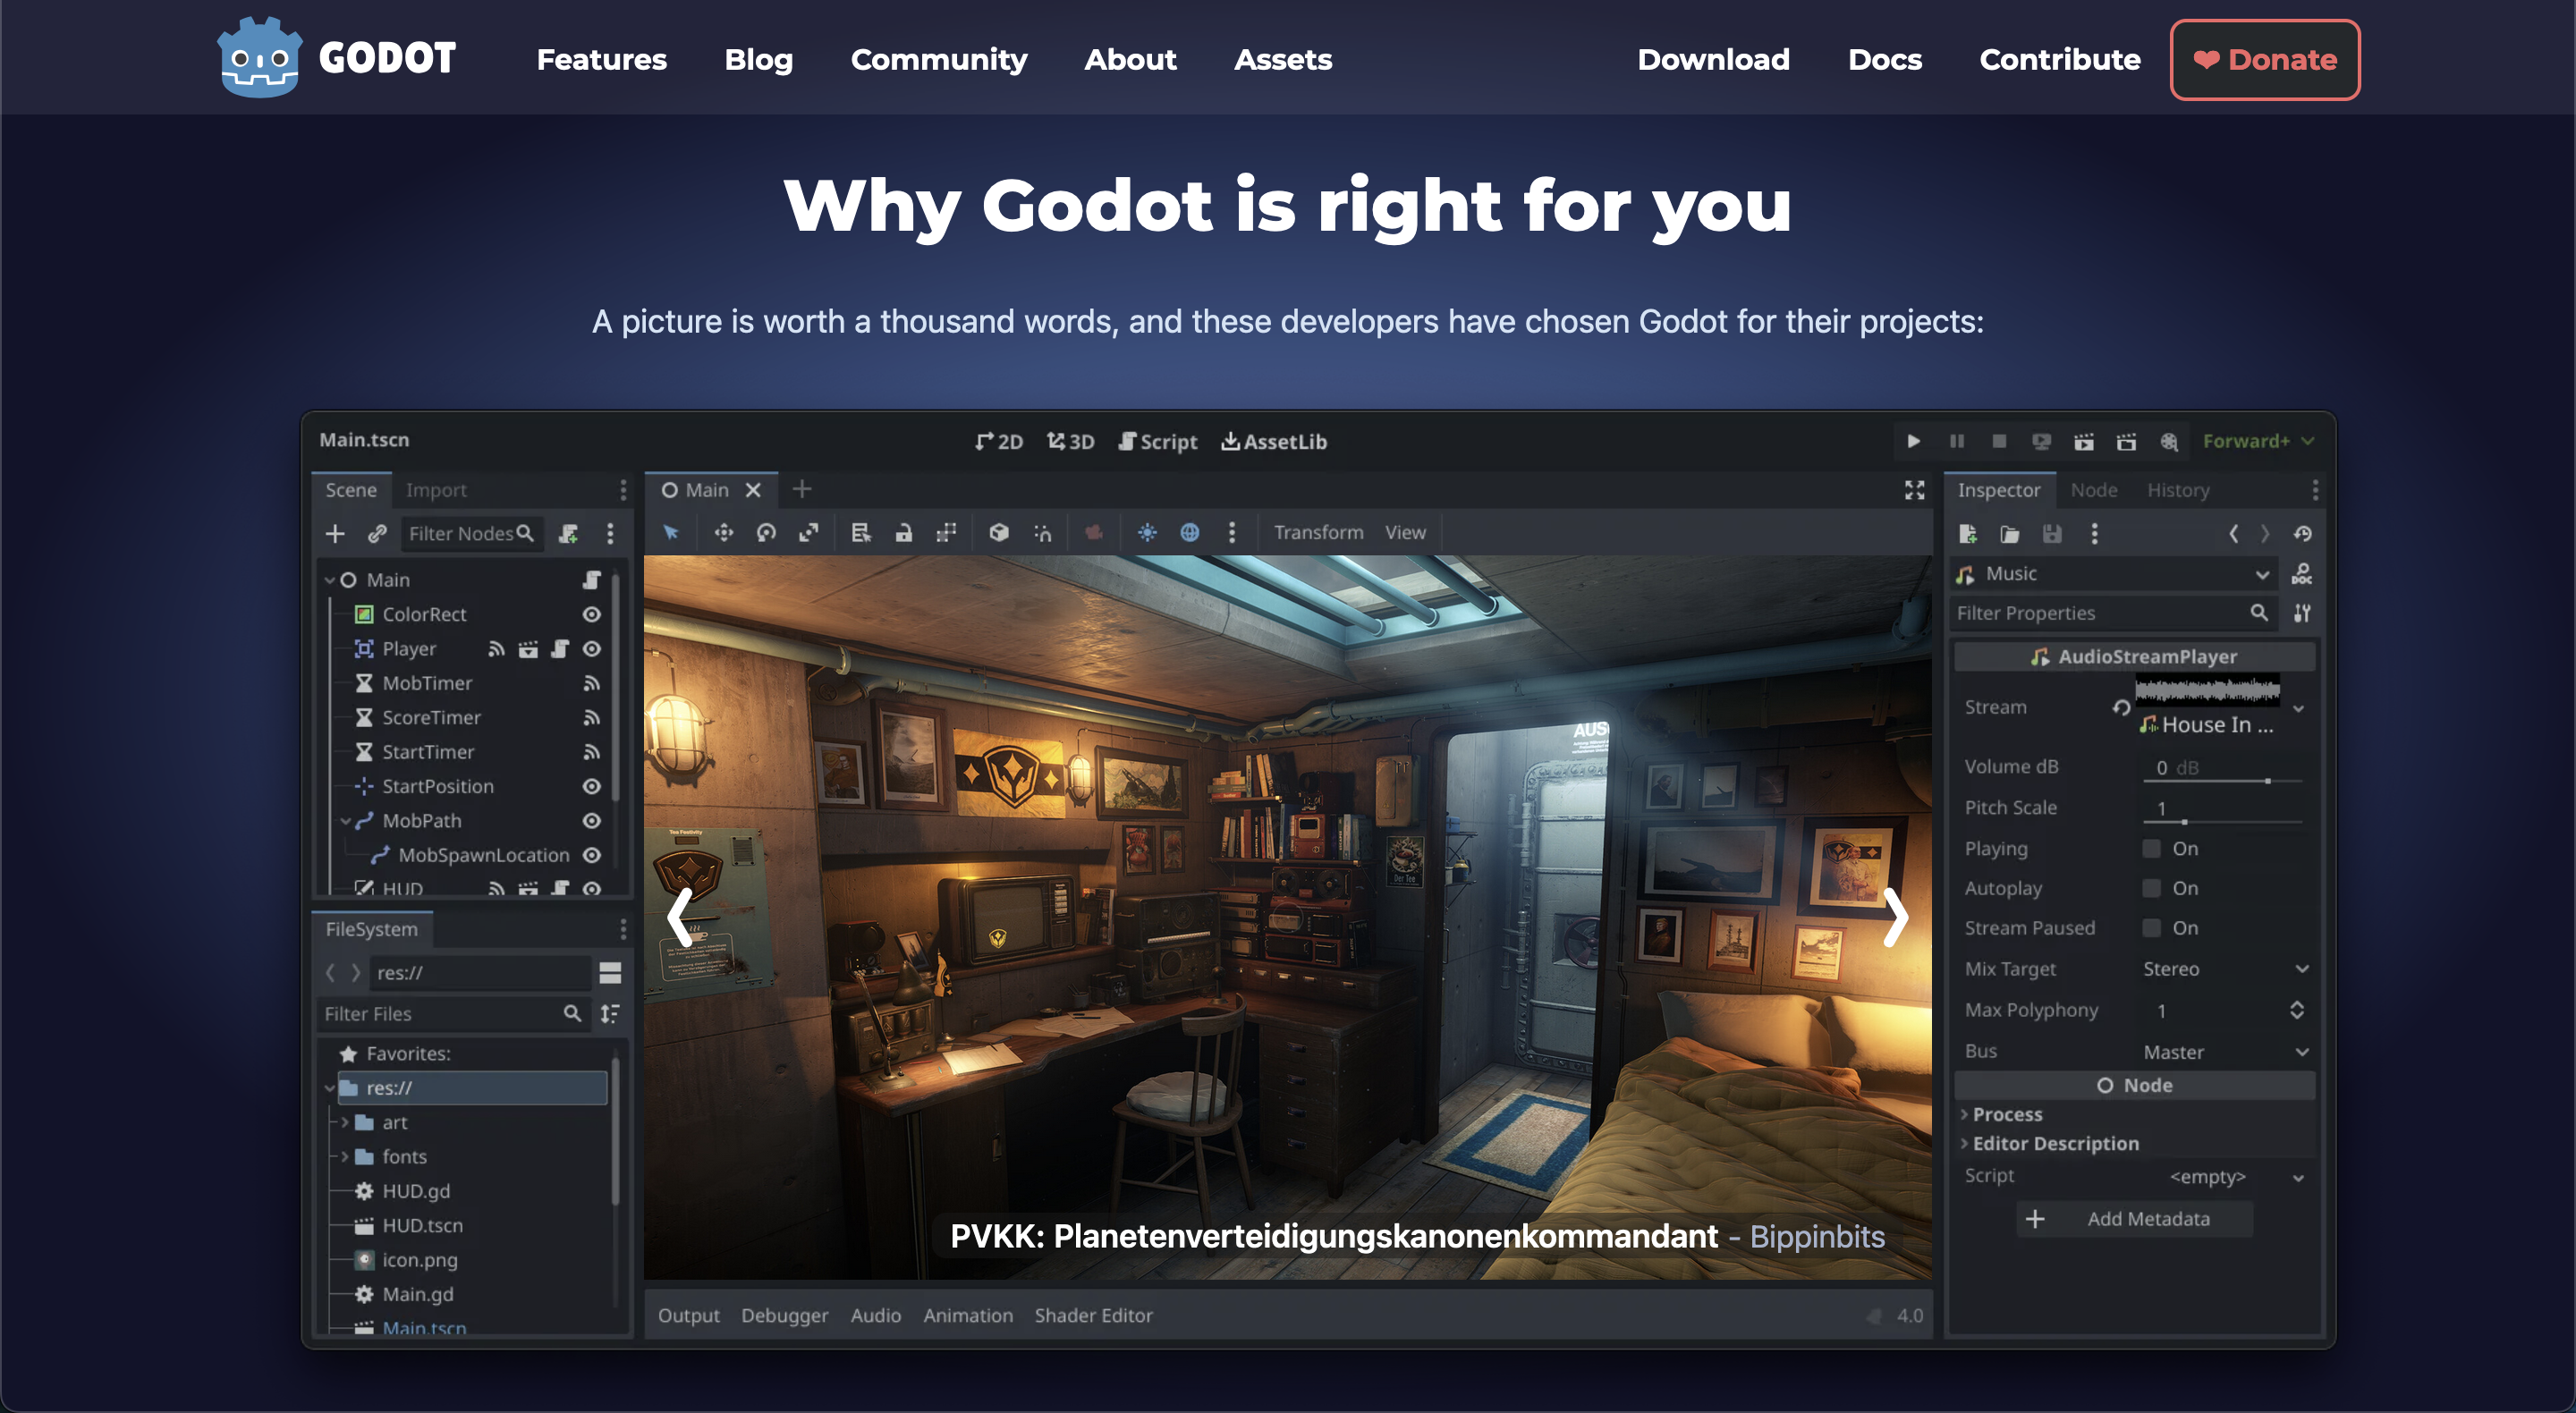 GODOT
Features Blog Community About Assets
Download Docs Contribute Donate
Why Godot is right for you
A picture is worth a thousand words, and these developers have chosen Godot for their projects:
Main.tscn
2D 3D Script AssetLib
Forward+
Scene Import
Filter Nodes
Main
ColorRect
Player
MobTimer
ScoreTimer
StartTimer
StartPosition
MobPath
MobSpawnLocation
HUD
FileSystem
res://
Filter Files
Favorites:
res://
art
fonts
HUD.gd
HUD.tscn
icon.png
Main.gd
Main.tscn
Main
Transform View
Tea Festivity
AUS
Der Tee
PVKK: Planetenverteidigungskanonenkommandant - Bippinbits
Output Debugger Audio Animation Shader Editor
4.0
Inspector Node History
Music
DOC
Filter Properties
AudioStreamPlayer
Stream
House In ...
Volume dB 0 dB
Pitch Scale 1
Playing On
Autoplay On
Stream Paused On
Mix Target Stereo
Max Polyphony 1
Bus Master
Node
Process
Editor Description
Script <empty>
Add Metadata